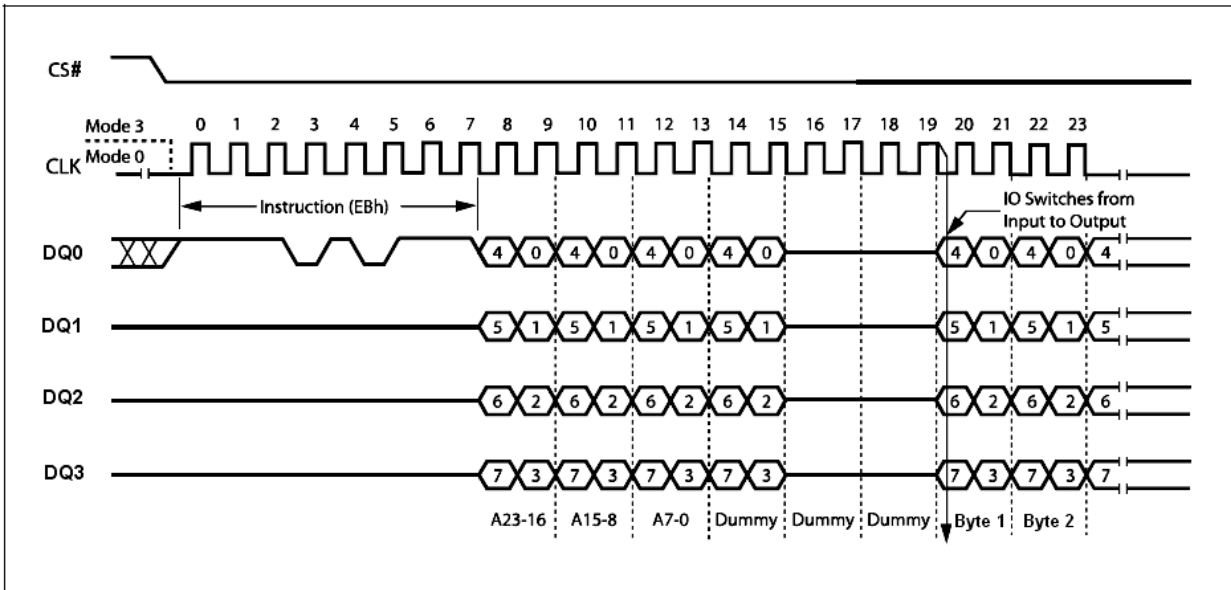 CS#
Mode 3
0 1 2 3 4 5 6 7 8 9 10 11 12 13 14 15 16 17 18 19 20 21 22 23
Mode 0
CLK
Instruction (EBh)
IO Switches from
Input to Output
DQ0 4 0 4 0 4 0 4 0 4 0 4 0 4
DQ1 5 1 5 1 5 1 5 1 5 1 5 1 5
DQ2 6 2 6 2 6 2 6 2 6 2 6 2 6
DQ3 7 3 7 3 7 3 7 3 7 3 7 3 7
A23-16 A15-8 A7-0 Dummy Dummy Dummy Byte 1 Byte 2